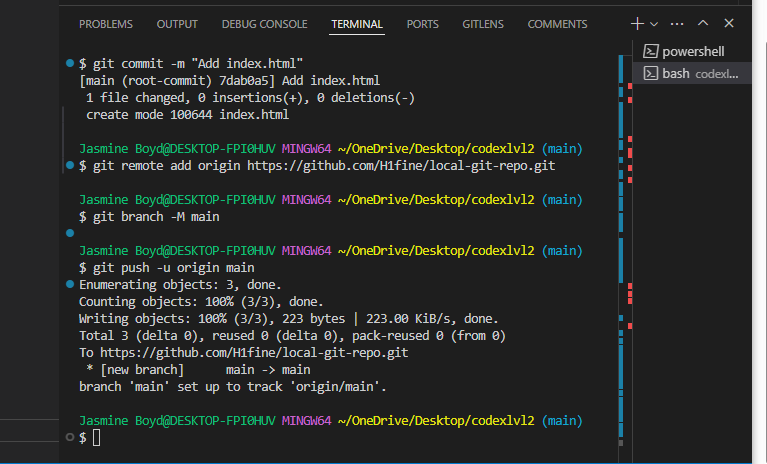 PROBLEMS OUTPUT DEBUG CONSOLE TERMINAL PORTS GITLENS COMMENTS
powershell
bash codexl...
$ git commit -m "Add index.html"
[main (root-commit) 7dab0a5] Add index.html
1 file changed, 0 insertions(+), 0 deletions(-)
create mode 100644 index.html
Jasmine Boyd@DESKTOP-FPI0HUV MINGW64 ~/OneDrive/Desktop/codexlvl2 (main)
$ git remote add origin https://github.com/H1fine/local-git-repo.git
Jasmine Boyd@DESKTOP-FPI0HUV MINGW64 ~/OneDrive/Desktop/codexlvl2 (main)
$ git branch -M main
Jasmine Boyd@DESKTOP-FPI0HUV MINGW64 ~/OneDrive/Desktop/codexlvl2 (main)
$ git push -u origin main
Enumerating objects: 3, done.
Counting objects: 100% (3/3), done.
Writing objects: 100% (3/3), 223 bytes | 223.00 KiB/s, done.
Total 3 (delta 0), reused 0 (delta 0), pack-reused 0 (from 0)
To https://github.com/H1fine/local-git-repo.git
* [new branch] main -> main
branch 'main' set up to track 'origin/main'.
Jasmine Boyd@DESKTOP-FPI0HUV MINGW64 ~/OneDrive/Desktop/codexlvl2 (main)
$